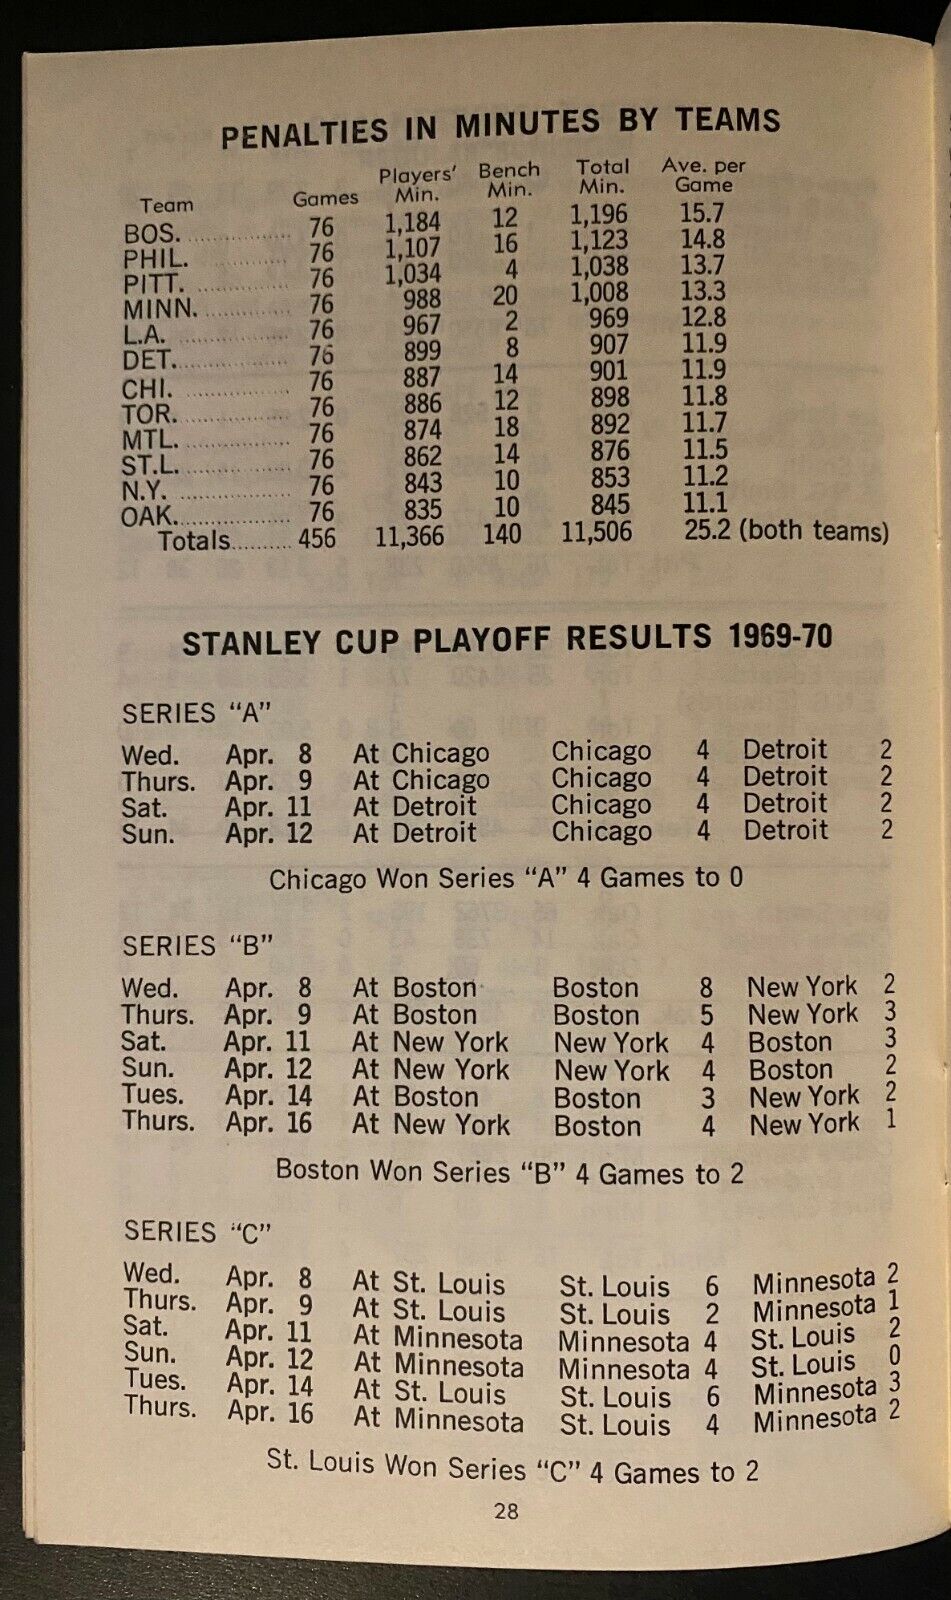 PENALTIES IN MINUTES BY TEAMS
Team Games Players' Min. Bench Min. Total Min. Ave. per Game
BOS. 76 1,184 12 1,196 15.7
PHIL. 76 1,107 16 1,123 14.8
PITT. 76 1,034 4 1,038 13.7
MINN. 76 988 20 1,008 13.3
L.A. 76 967 2 969 12.8
DET. 76 899 8 907 11.9
CHI. 76 887 14 901 11.9
TOR. 76 886 12 898 11.8
MTL. 76 874 18 892 11.7
ST.L. 76 862 14 876 11.5
N.Y. 76 843 10 853 11.2
OAK. 76 835 10 845 11.1
Totals 456 11,366 140 11,506 25.2 (both teams)
STANLEY CUP PLAYOFF RESULTS 1969-70
SERIES "A"
Wed. Apr. 8 At Chicago Chicago 4 Detroit 2
Thurs. Apr. 9 At Chicago Chicago 4 Detroit 2
Sat. Apr. 11 At Detroit Chicago 4 Detroit 2
Sun. Apr. 12 At Detroit Chicago 4 Detroit 2
Chicago Won Series "A" 4 Games to 0
SERIES "B"
Wed. Apr. 8 At Boston Boston 8 New York 2
Thurs. Apr. 9 At Boston Boston 5 New York 3
Sat. Apr. 11 At New York New York 4 Boston 3
Sun. Apr. 12 At New York New York 4 Boston 2
Tues. Apr. 14 At Boston Boston 3 New York 2
Thurs. Apr. 16 At New York Boston 4 New York 1
Boston Won Series "B" 4 Games to 2
SERIES "C"
Wed. Apr. 8 At St. Louis St. Louis 6 Minnesota 2
Thurs. Apr. 9 At St. Louis St. Louis 2 Minnesota 1
Sat. Apr. 11 At Minnesota Minnesota 4 St. Louis 2
Sun. Apr. 12 At Minnesota Minnesota 4 St. Louis 0
Tues. Apr. 14 At St. Louis St. Louis 6 Minnesota 3
Thurs. Apr. 16 At Minnesota St. Louis 4 Minnesota 2
St. Louis Won Series "C" 4 Games to 2
28